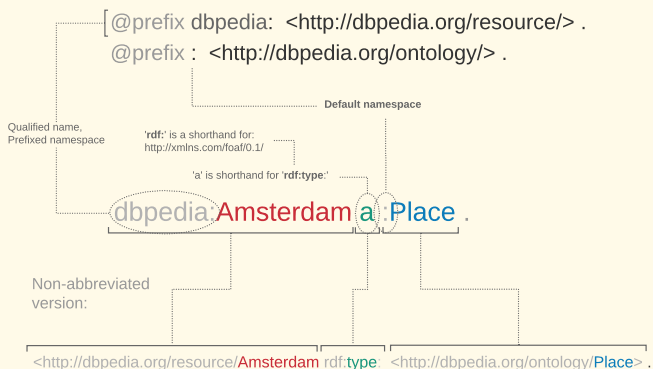 @prefix dbpedia: <http://dbpedia.org/resource/> .
@prefix : <http://dbpedia.org/ontology/> .
Default namespace
Qualified name,
Prefixed namespace
'rdf:' is a shorthand for:
http://xmlns.com/foaf/0.1/
'a' is shorthand for 'rdf:type:'
dbpedia:Amsterdam a :Place .
Non-abbreviated
version:
<http://dbpedia.org/resource/Amsterdam rdf:type: <http://dbpedia.org/ontology/Place> .